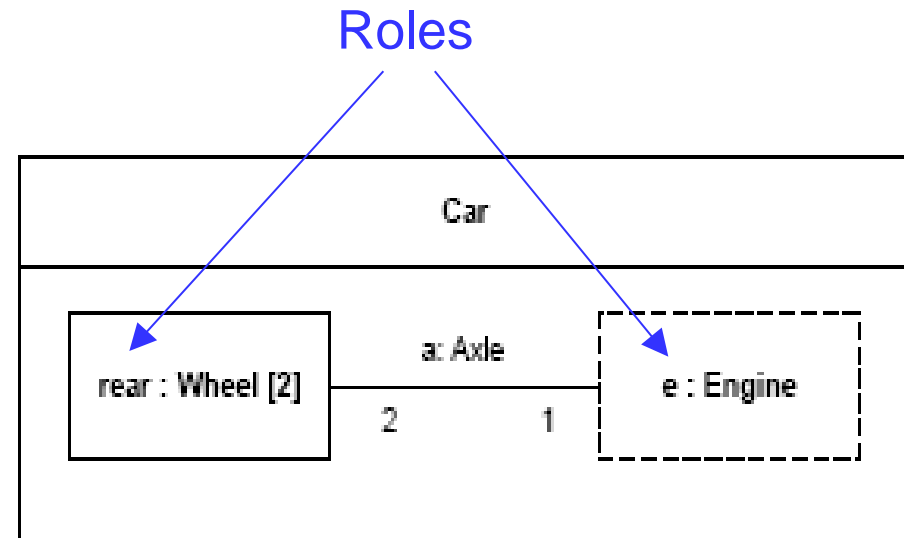 Roles
Car
a: Axle
rear : Wheel [2]
e : Engine
2
1